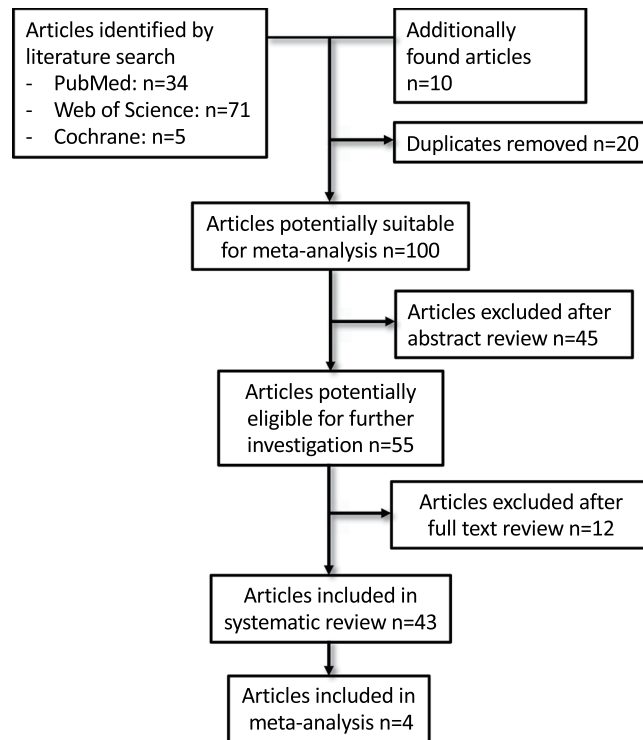 Articles identified by
literature search
- PubMed: n=34
- Web of Science: n=71
- Cochrane: n=5
Additionally
found articles
n=10
Duplicates removed n=20
Articles potentially suitable
for meta-analysis n=100
Articles excluded after
abstract review n=45
Articles potentially
eligible for further
investigation n=55
Articles excluded after
full text review n=12
Articles included in
systematic review n=43
Articles included in
meta-analysis n=4